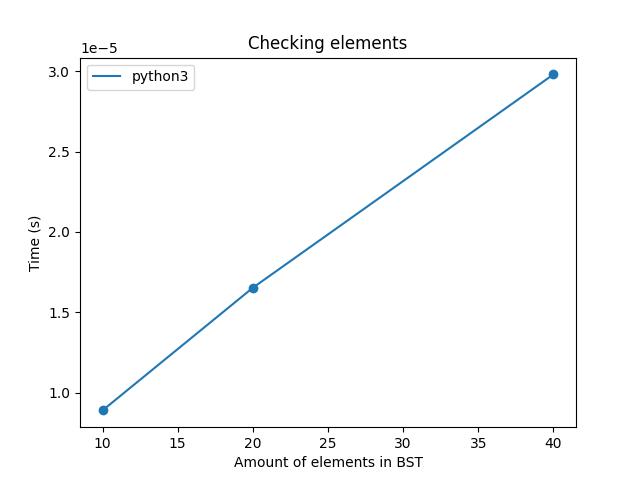 Checking elements
1e−5
python3
3.0
2.5
2.0
1.5
1.0
Time (s)
10 15 20 25 30 35 40
Amount of elements in BST